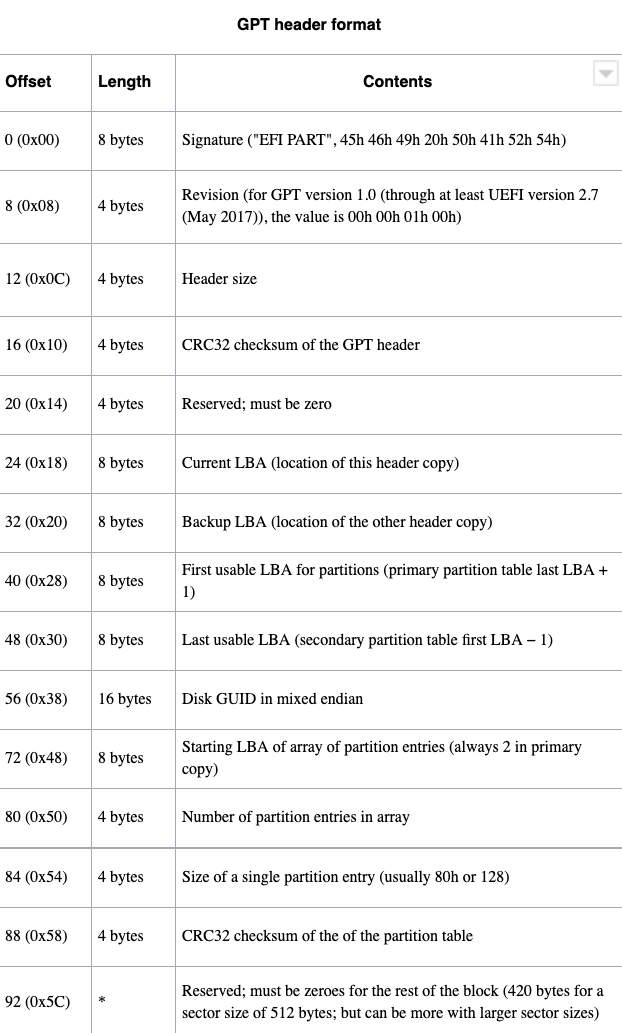 GPT header format
Offset Length Contents
0 (0x00) 8 bytes Signature ("EFI PART", 45h 46h 49h 20h 50h 41h 52h 54h)
8 (0x08) 4 bytes Revision (for GPT version 1.0 (through at least UEFI version 2.7
(May 2017)), the value is 00h 00h 01h 00h)
12 (0x0C) 4 bytes Header size
16 (0x10) 4 bytes CRC32 checksum of the GPT header
20 (0x14) 4 bytes Reserved; must be zero
24 (0x18) 8 bytes Current LBA (location of this header copy)
32 (0x20) 8 bytes Backup LBA (location of the other header copy)
40 (0x28) 8 bytes First usable LBA for partitions (primary partition table last LBA +
1)
48 (0x30) 8 bytes Last usable LBA (secondary partition table first LBA − 1)
56 (0x38) 16 bytes Disk GUID in mixed endian
72 (0x48) 8 bytes Starting LBA of array of partition entries (always 2 in primary
copy)
80 (0x50) 4 bytes Number of partition entries in array
84 (0x54) 4 bytes Size of a single partition entry (usually 80h or 128)
88 (0x58) 4 bytes CRC32 checksum of the of the partition table
92 (0x5C) * Reserved; must be zeroes for the rest of the block (420 bytes for a
sector size of 512 bytes; but can be more with larger sector sizes)